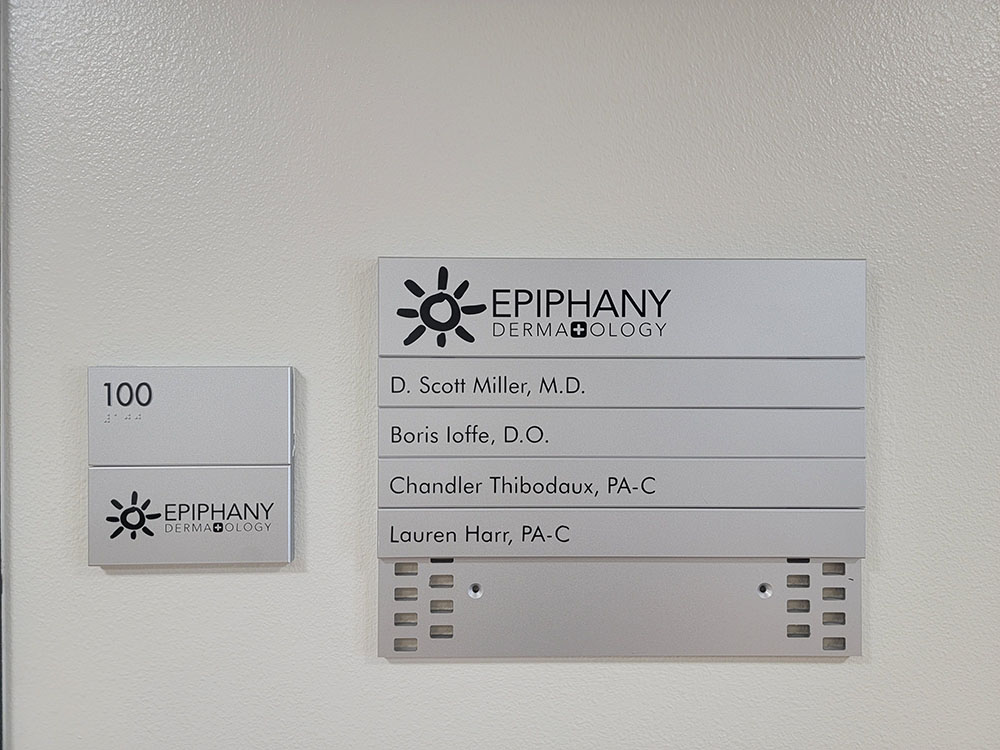 100
EPIPHANY
DERMATOLOGY
EPIPHANY
DERMATOLOGY
D. Scott Miller, M.D.
Boris Ioffe, D.O.
Chandler Thibodaux, PA-C
Lauren Harr, PA-C